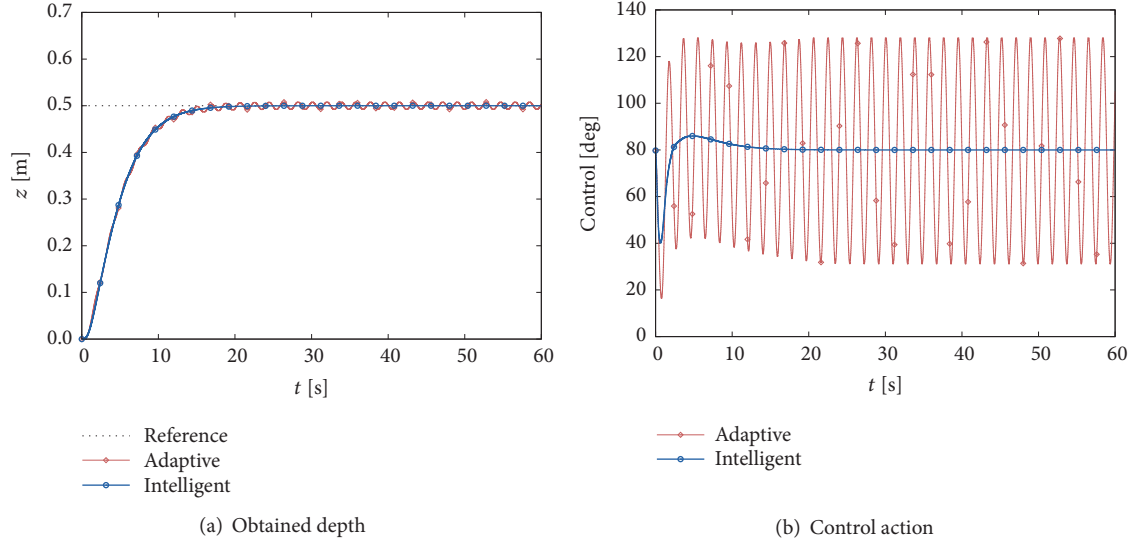 0.7
0.6
0.5
0.4
0.3
0.2
0.1
0.0
z [m]
0 10 20 30 40 50 60
t [s]
Reference
Adaptive
Intelligent
(a) Obtained depth
140
120
100
80
60
40
20
0
Control [deg]
0 10 20 30 40 50 60
t [s]
Adaptive
Intelligent
(b) Control action